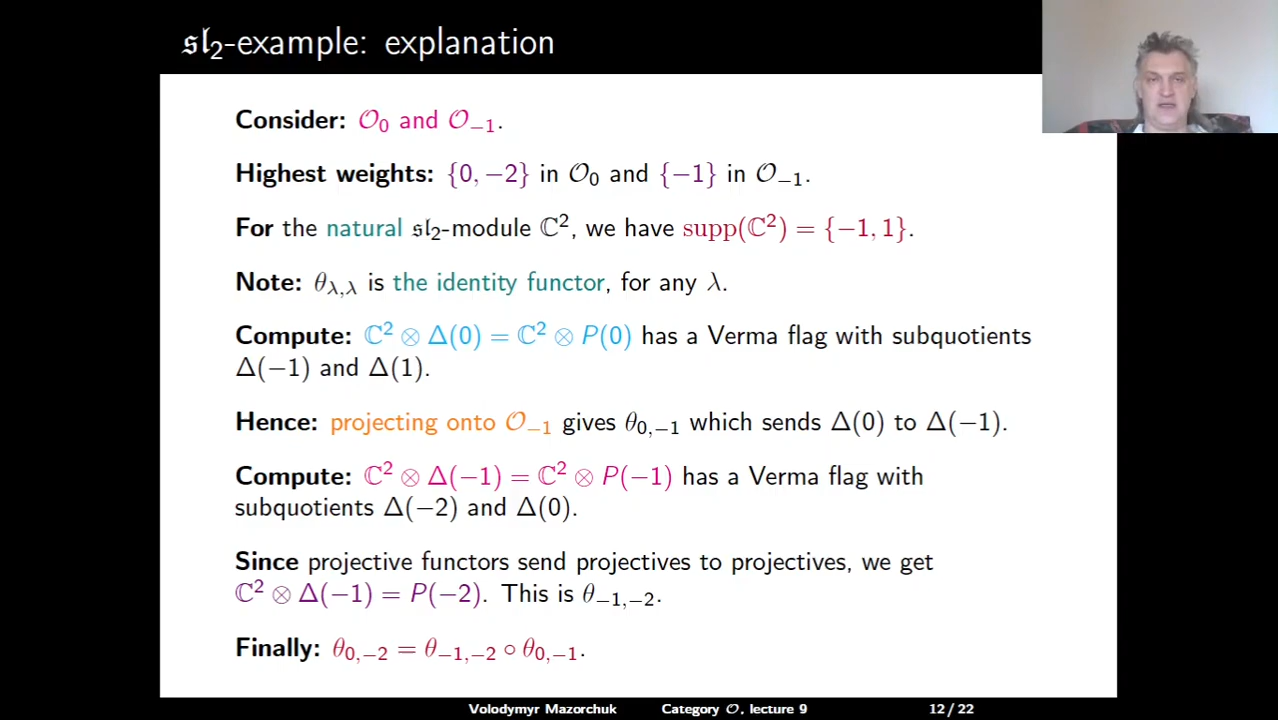 𝔰𝔩₂-example: explanation
Consider: 𝒪₀ and 𝒪₋₁.
Highest weights: {0, −2} in 𝒪₀ and {−1} in 𝒪₋₁.
For the natural 𝔰𝔩₂-module ℂ², we have supp(ℂ²) = {−1, 1}.
Note: θ_{λ,λ} is the identity functor, for any λ.
Compute: ℂ² ⊗ Δ(0) = ℂ² ⊗ P(0) has a Verma flag with subquotients
Δ(−1) and Δ(1).
Hence: projecting onto 𝒪₋₁ gives θ_{0,−1} which sends Δ(0) to Δ(−1).
Compute: ℂ² ⊗ Δ(−1) = ℂ² ⊗ P(−1) has a Verma flag with
subquotients Δ(−2) and Δ(0).
Since projective functors send projectives to projectives, we get
ℂ² ⊗ Δ(−1) = P(−2). This is θ_{−1,−2}.
Finally: θ_{0,−2} = θ_{−1,−2} ∘ θ_{0,−1}.
Volodymyr Mazorchuk Category 𝒪, lecture 9 12 / 22